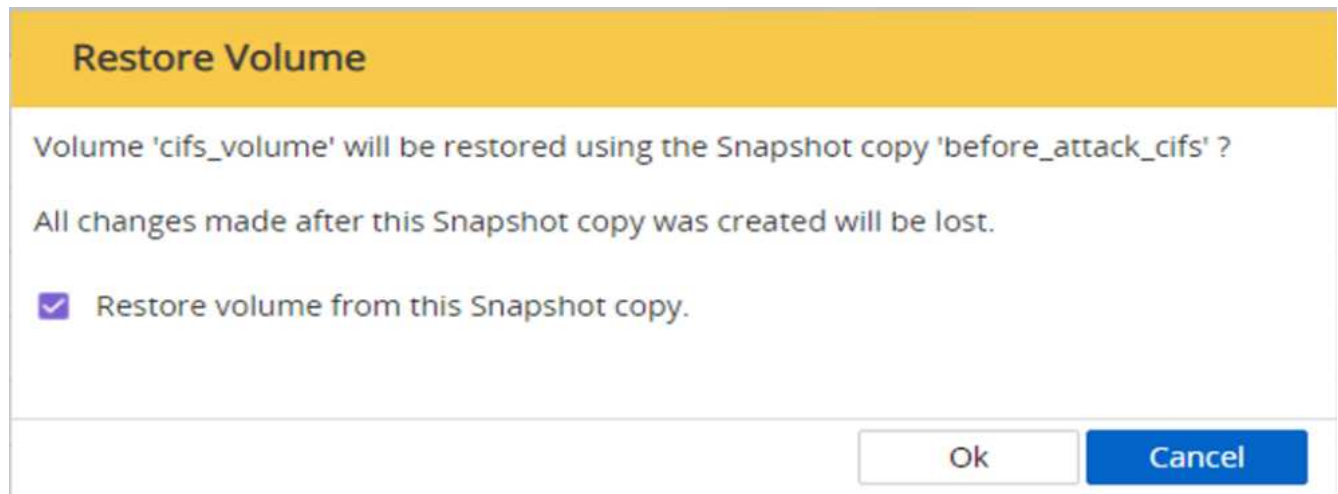 Restore Volume
Volume 'cifs_volume' will be restored using the Snapshot copy 'before_attack_cifs' ?
All changes made after this Snapshot copy was created will be lost.
Restore volume from this Snapshot copy.
Ok
Cancel